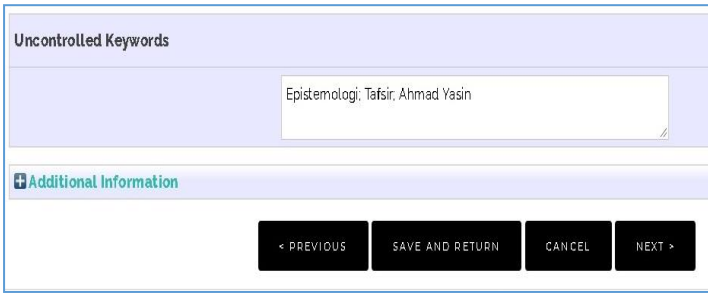 Uncontrolled Keywords
Epistemologi; Tafsir; Ahmad Yasin
Additional Information
< PREVIOUS SAVE AND RETURN CANCEL NEXT >